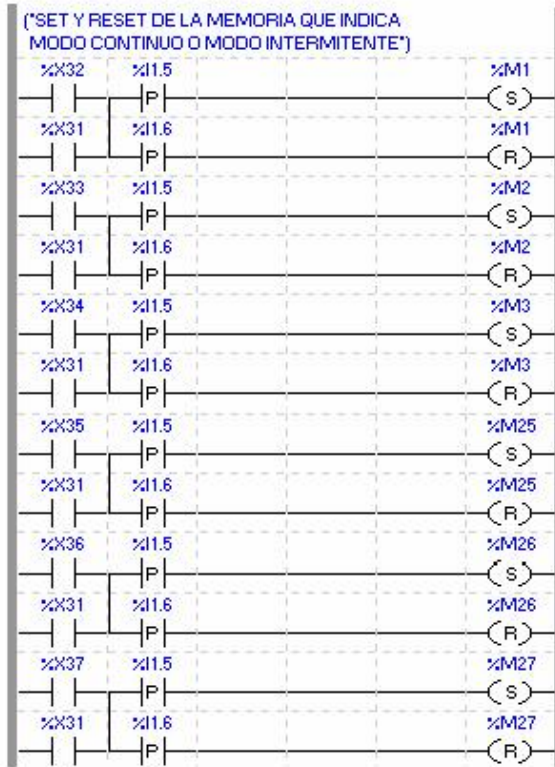 ("SET Y RESET DE LA MEMORIA QUE INDICA
MODO CONTINUO O MODO INTERMITENTE")
%X32 %I1.5 %M1
P S
%X31 %I1.6 %M1
P R
%X33 %I1.5 %M2
P S
%X31 %I1.6 %M2
P R
%X34 %I1.5 %M3
P S
%X31 %I1.6 %M3
P R
%X35 %I1.5 %M25
P S
%X31 %I1.6 %M25
P R
%X36 %I1.5 %M26
P S
%X31 %I1.6 %M26
P R
%X37 %I1.5 %M27
P S
%X31 %I1.6 %M27
P R